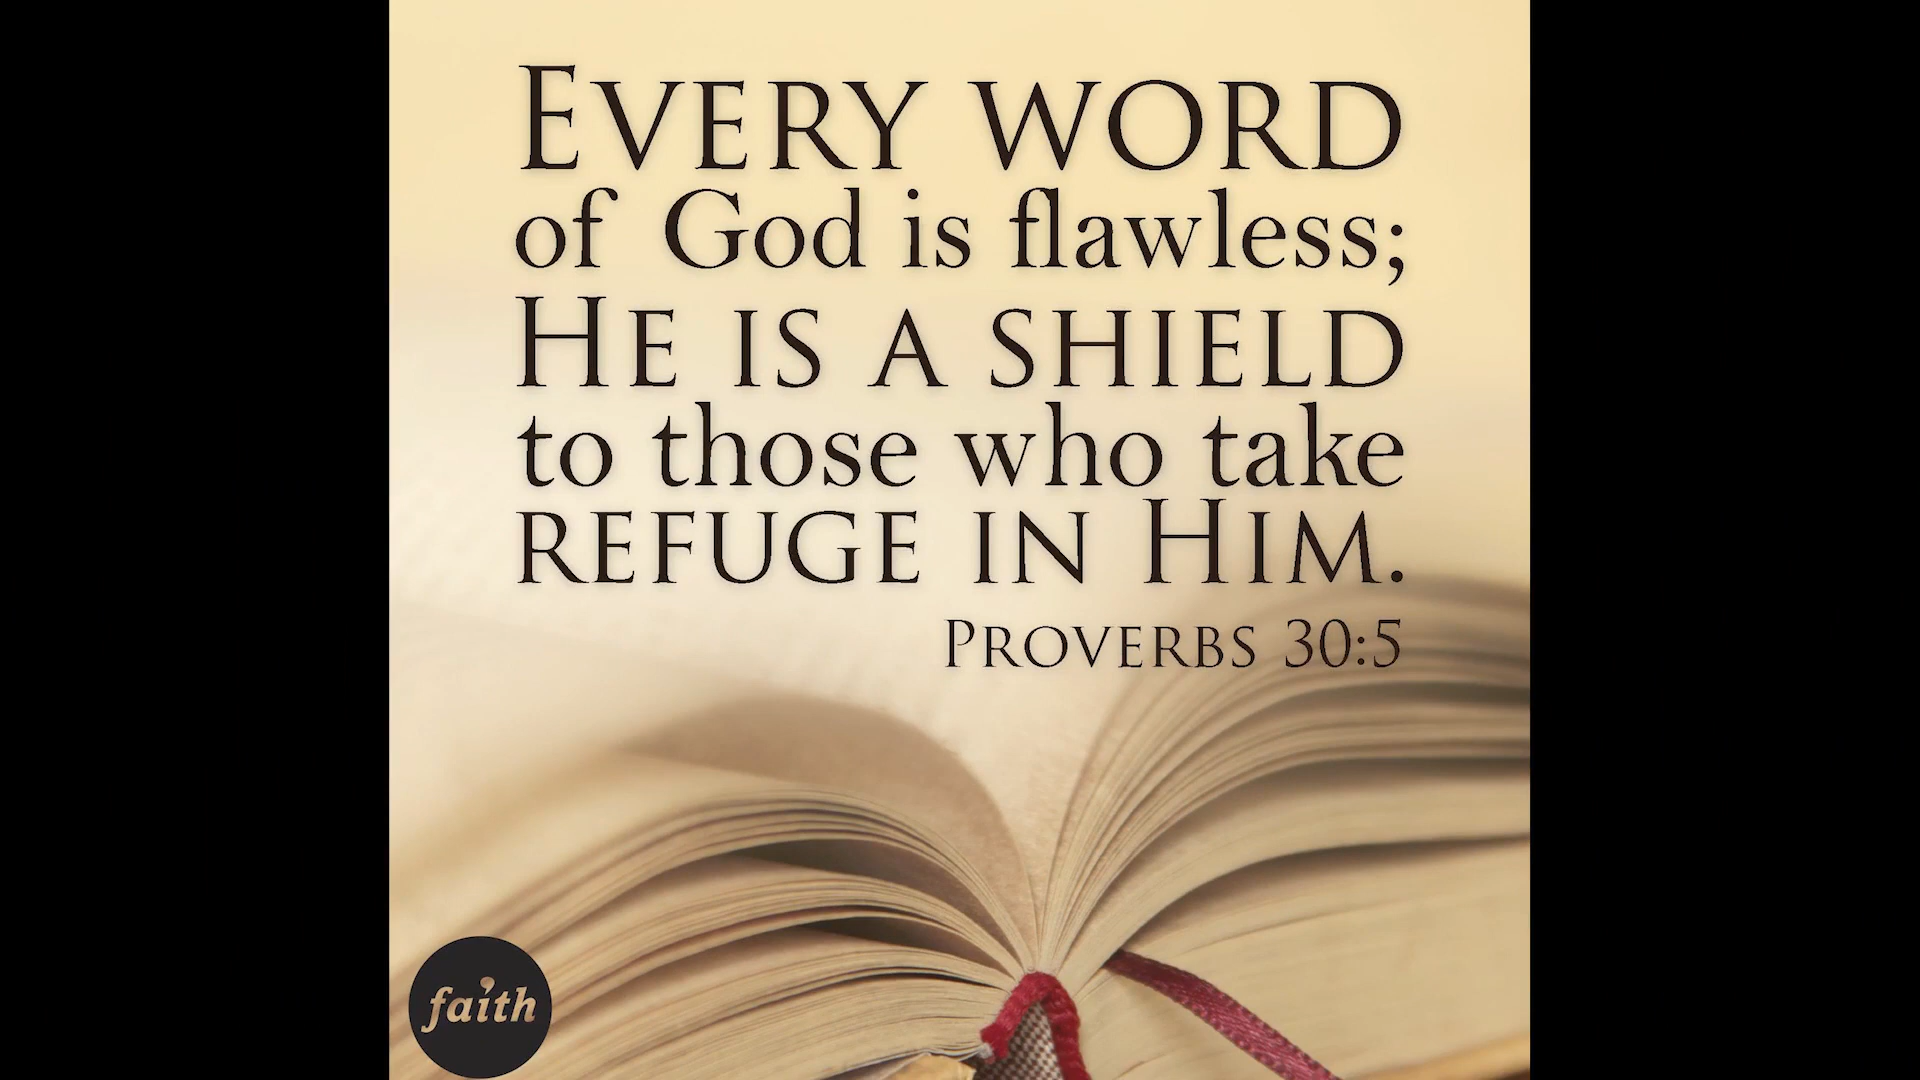 EVERY WORD
of God is flawless;
HE IS A SHIELD
to those who take
REFUGE IN HIM.
PROVERBS 30:5
faith